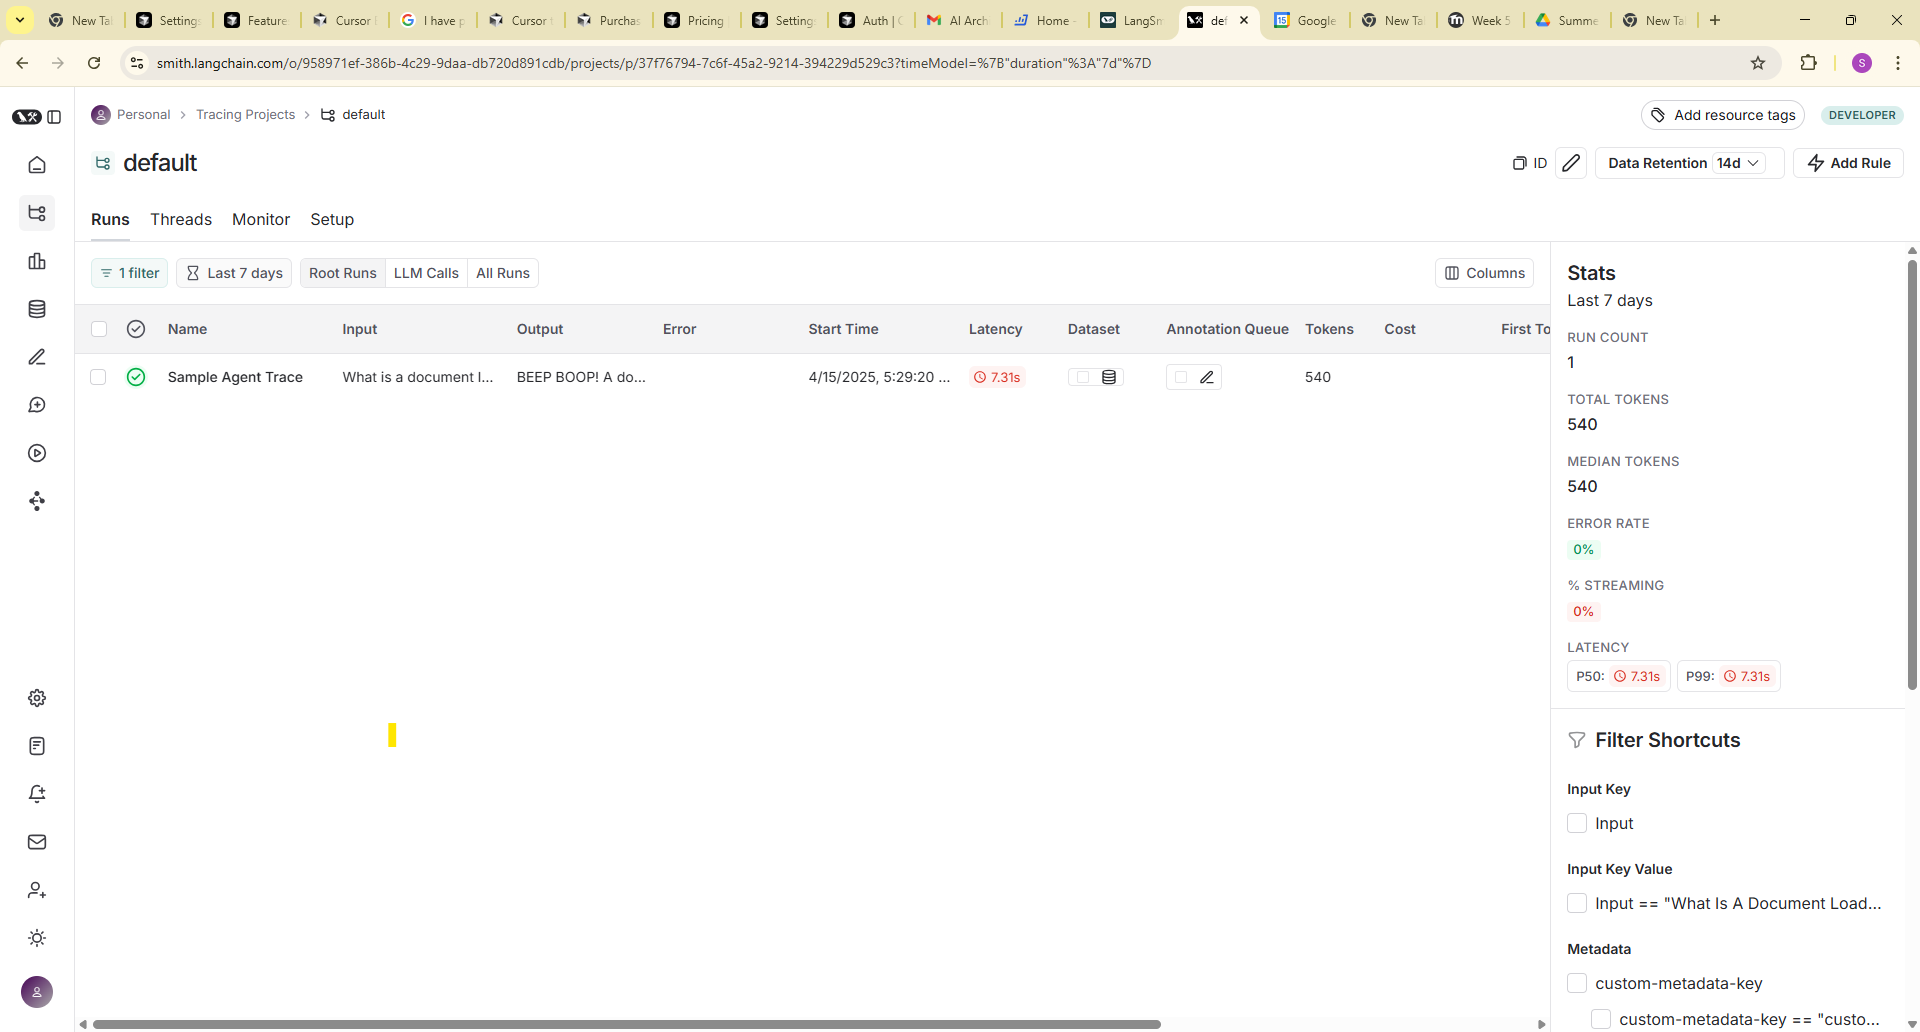 New Ta
Settings
Feature
Cursor
I have p
Cursor
Purchas
Pricing
Settings
Auth | C
AI Arch
Home -
LangSm
def
Google
New Ta
Week 5
Summe
New Ta
smith.langchain.com/o/958971ef-386b-4c29-9daa-db720d891cdb/projects/p/37f76794-7c6f-45a2-9214-394229d529c3?timeModel=%7B"duration"%3A"7d"%7D
S
Personal > Tracing Projects > default
Add resource tags
DEVELOPER
default
ID
Data Retention 14d
Add Rule
Runs Threads Monitor Setup
1 filter
Last 7 days
Root Runs LLM Calls All Runs
Columns
Name Input Output Error Start Time Latency Dataset Annotation Queue Tokens Cost First To
Sample Agent Trace What is a document l... BEEP BOOP! A do... 4/15/2025, 5:29:20 ... 7.31s 540
Stats
Last 7 days
RUN COUNT
1
TOTAL TOKENS
540
MEDIAN TOKENS
540
ERROR RATE
0%
% STREAMING
0%
LATENCY
P50: 7.31s P99: 7.31s
Filter Shortcuts
Input Key
Input
Input Key Value
Input == "What Is A Document Load...
Metadata
custom-metadata-key
custom-metadata-key == "custo...